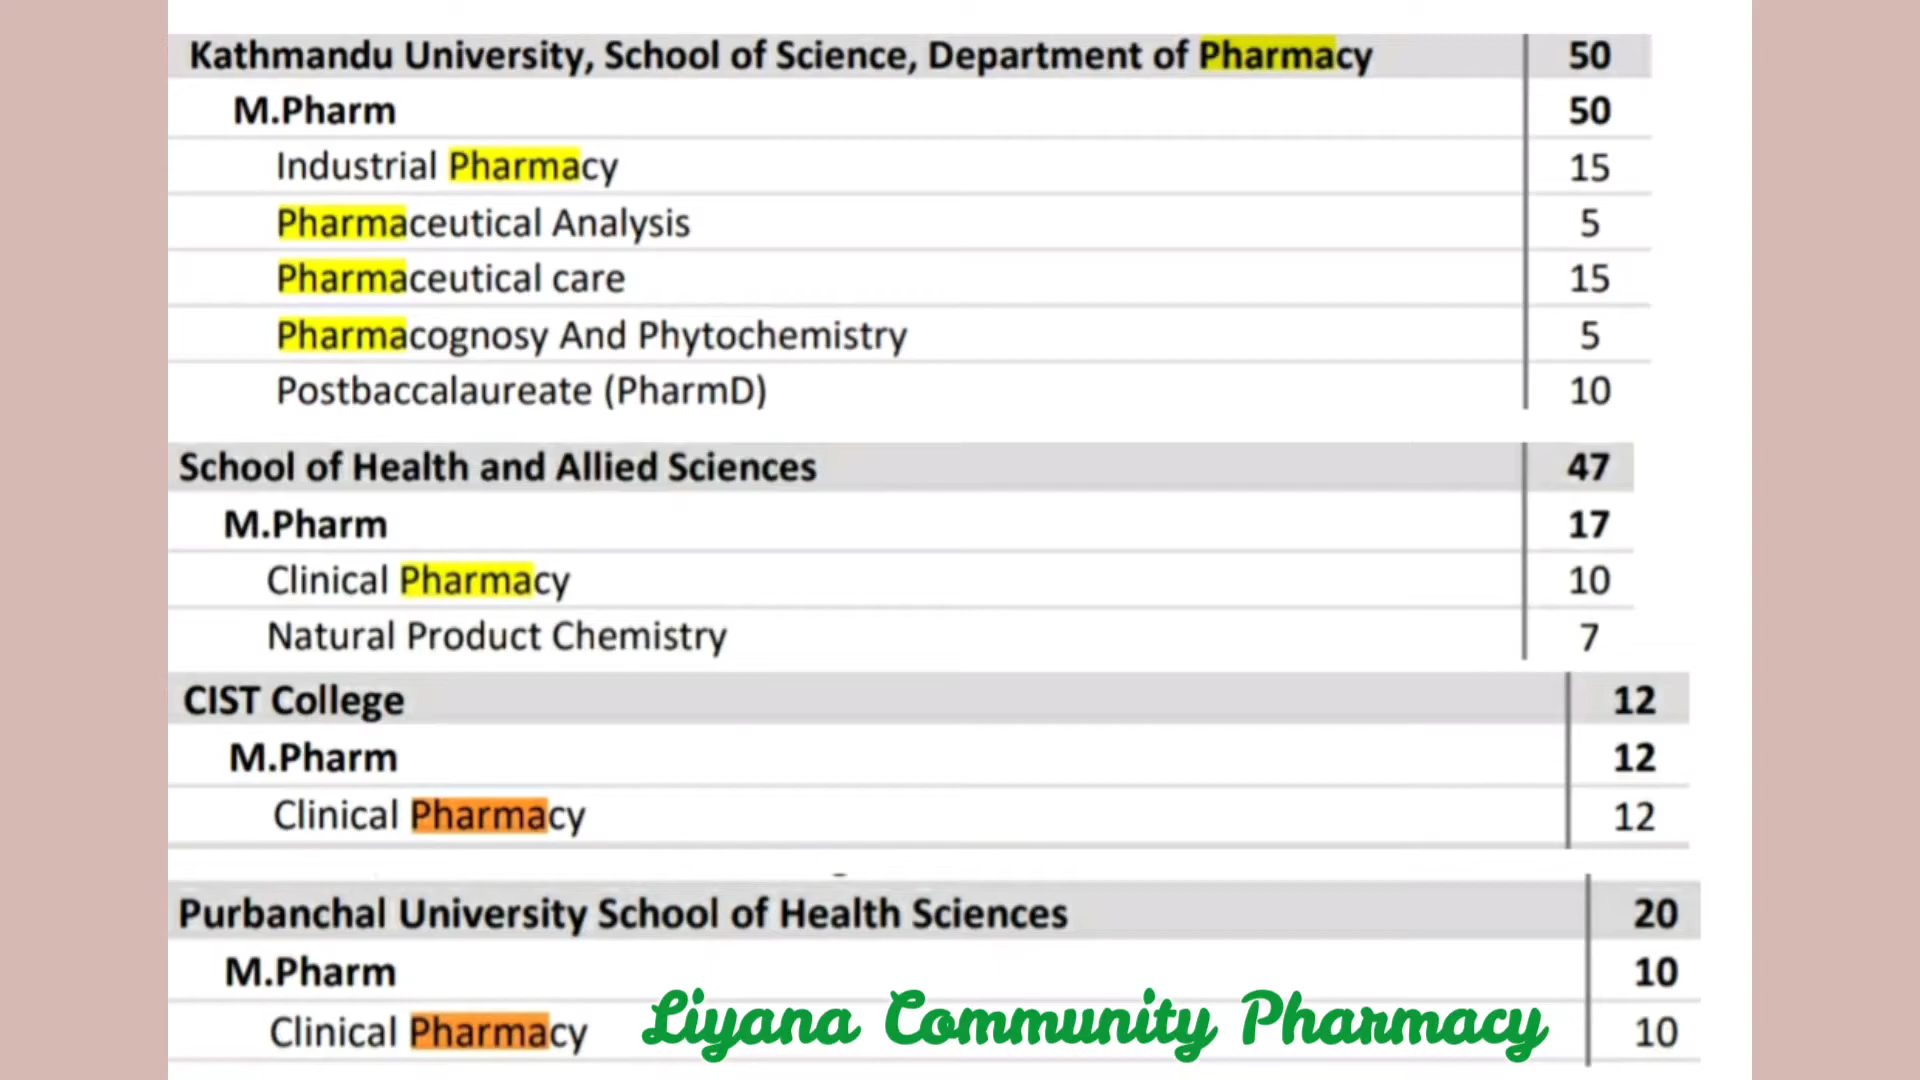 Kathmandu University, School of Science, Department of Pharmacy 50
M.Pharm 50
Industrial Pharmacy 15
Pharmaceutical Analysis 5
Pharmaceutical care 15
Pharmacognosy And Phytochemistry 5
Postbaccalaureate (PharmD) 10
School of Health and Allied Sciences 47
M.Pharm 17
Clinical Pharmacy 10
Natural Product Chemistry 7
CIST College 12
M.Pharm 12
Clinical Pharmacy 12
Purbanchal University School of Health Sciences 20
M.Pharm 10
Clinical Pharmacy 10
Liyana Community Pharmacy